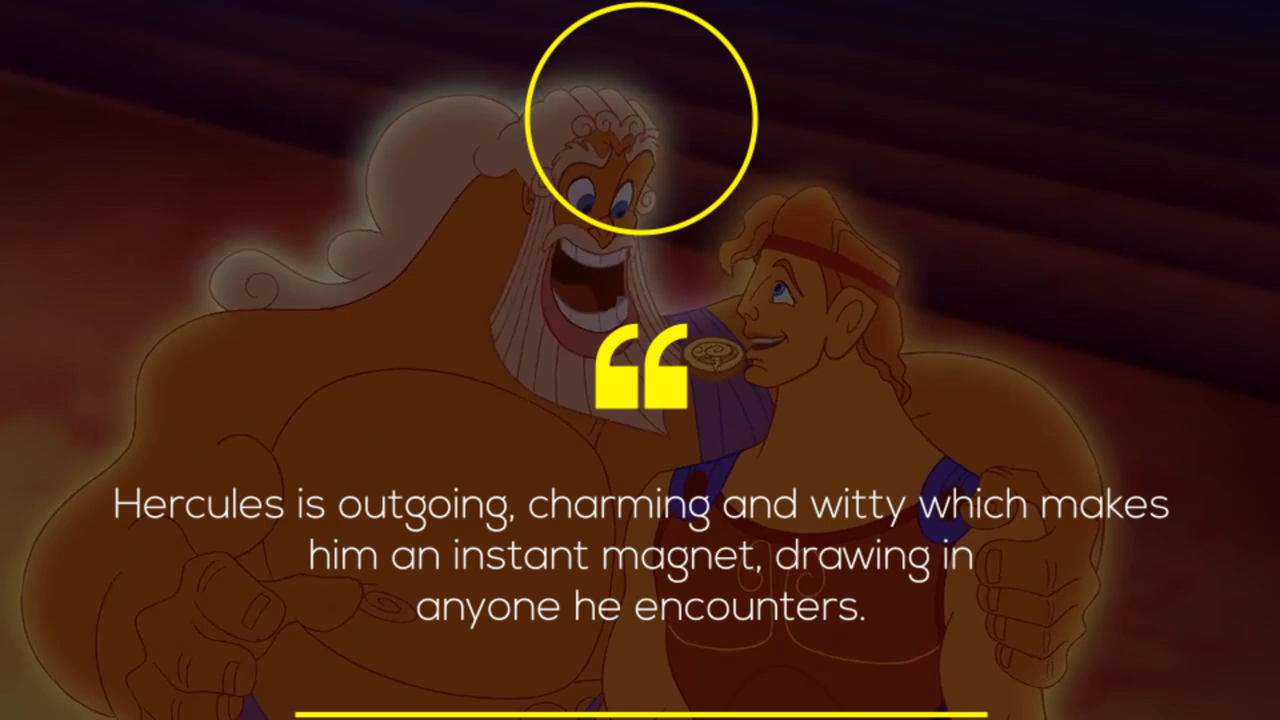 “
Hercules is outgoing, charming and witty which makes
him an instant magnet, drawing in
anyone he encounters.